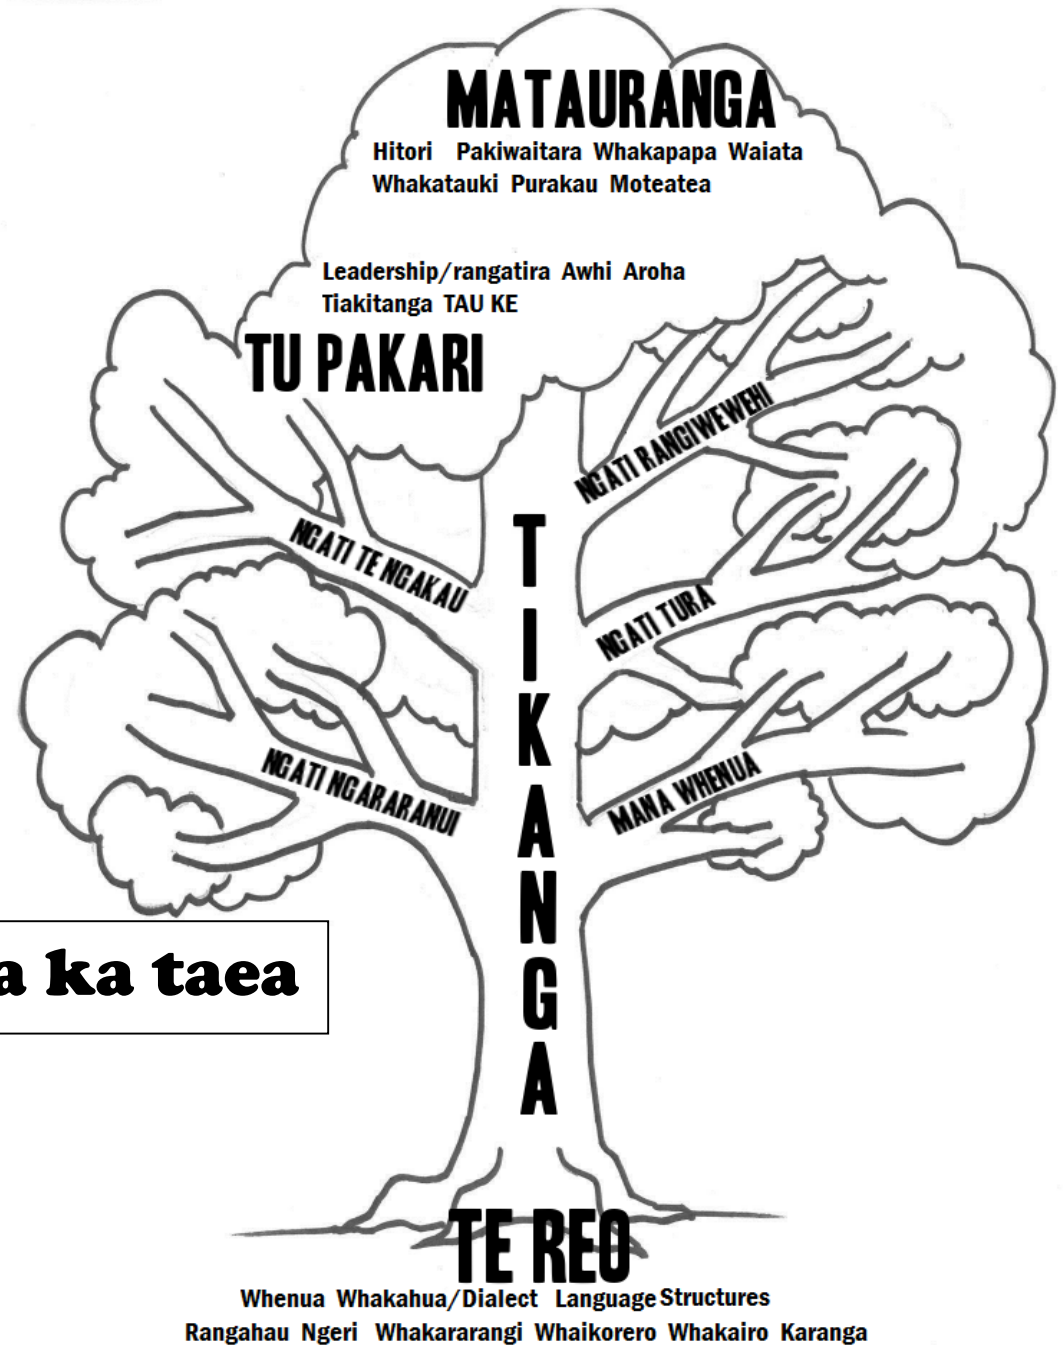 MATAURANGA
Hitori Pakiwaitara Whakapapa Waiata
Whakatauki Purakau Moteatea
Leadership/rangatira Awhi Aroha
Tiakitanga TAU KE
TU PAKARI
NGATI RANGIWEWEHI
NGATI TE NGAKAU
NGATI TURA
NGATI NGARARANUI
MANA WHENUA
TIKANGA
a ka taea
TE REO
Whenua Whakahua/Dialect Language Structures
Rangahau Ngeri Whakararangi Whaikorero Whakairo Karanga